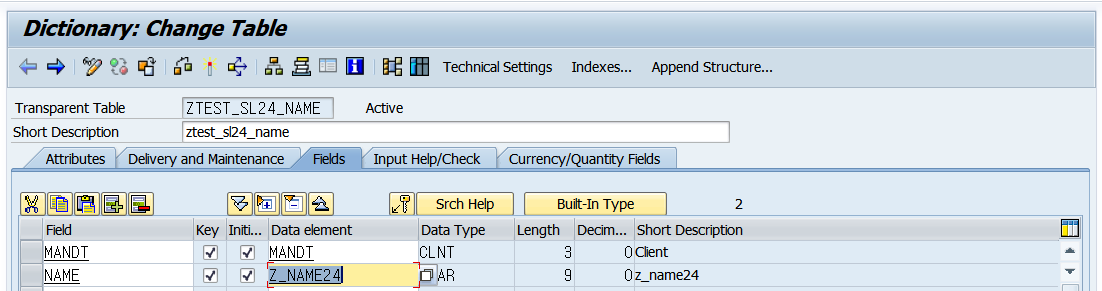 Dictionary: Change Table
Technical Settings Indexes... Append Structure...
Transparent Table ZTEST_SL24_NAME Active
Short Description ztest_sl24_name
Attributes Delivery and Maintenance Fields Input Help/Check Currency/Quantity Fields
Srch Help Built-In Type 2
Field Key Initi... Data element Data Type Length Decim... Short Description
MANDT MANDT CLNT 3 0 Client
NAME Z_NAME24 AR 9 0 z_name24